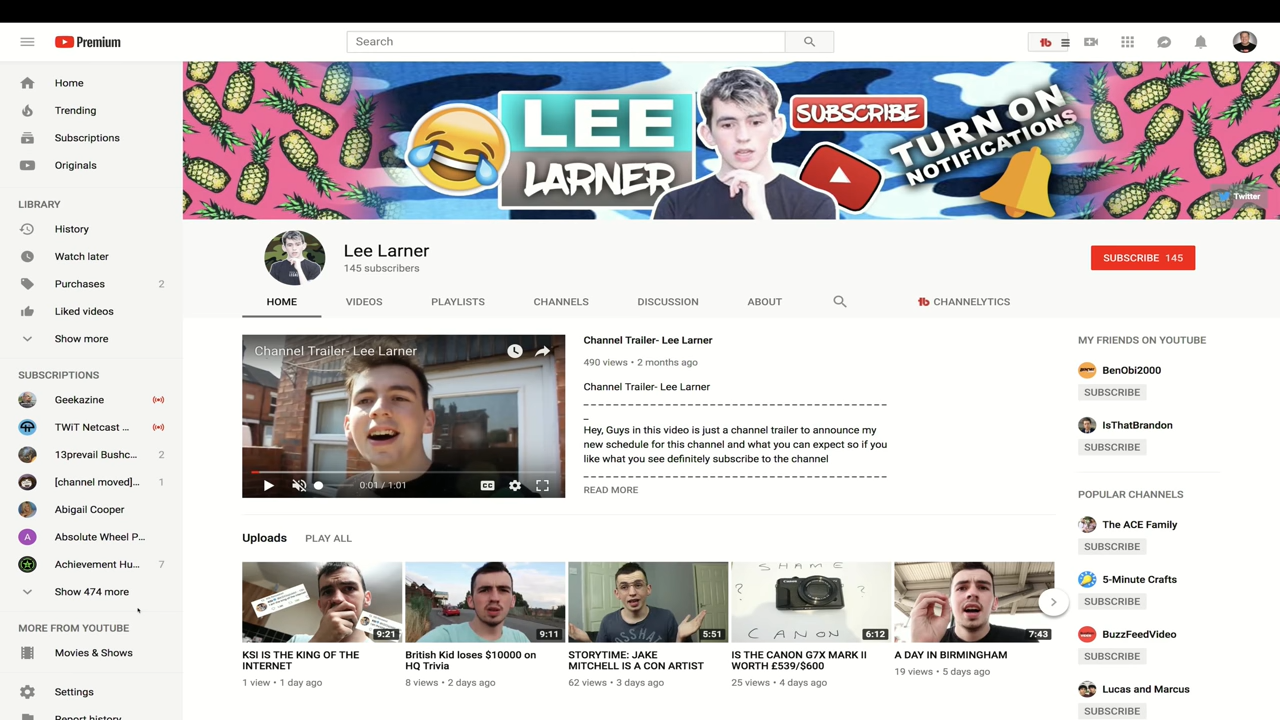 Premium
Search
Home
Trending
Subscriptions
Originals
LIBRARY
History
Watch later
Purchases 2
Liked videos
Show more
SUBSCRIPTIONS
Geekazine
TWiT Netcast ...
13prevail Bushc... 2
[channel moved]... 1
Abigail Cooper
A Absolute Wheel P...
Achievement Hu... 7
Show 474 more
MORE FROM YOUTUBE
Movies & Shows
Settings
Report history
LEE
LARNER
SUBSCRIBE
TURN ON
NOTIFICATIONS
Twitter
Lee Larner
145 subscribers
SUBSCRIBE 145
HOME VIDEOS PLAYLISTS CHANNELS DISCUSSION ABOUT tb CHANNELYTICS
Channel Trailer- Lee Larner
0:01 / 1:01 CC
Channel Trailer- Lee Larner
490 views • 2 months ago
Channel Trailer- Lee Larner
Hey, Guys in this video is just a channel trailer to announce my
new schedule for this channel and what you can expect so if you
like what you see definitely subscribe to the channel
READ MORE
Uploads PLAY ALL
9:21
KSI IS THE KING OF THE
INTERNET
1 view • 1 day ago
9:11
British Kid loses $10000 on
HQ Trivia
8 views • 2 days ago
5:51
STORYTIME: JAKE
MITCHELL IS A CON ARTIST
62 views • 3 days ago
SHAME
CANON
6:12
IS THE CANON G7X MARK II
WORTH £539/$600
25 views • 4 days ago
7:43
A DAY IN BIRMINGHAM
19 views • 5 days ago
MY FRIENDS ON YOUTUBE
BenObi2000
SUBSCRIBE
IsThatBrandon
SUBSCRIBE
POPULAR CHANNELS
The ACE Family
SUBSCRIBE
5-Minute Crafts
SUBSCRIBE
BuzzFeedVideo
SUBSCRIBE
Lucas and Marcus
SUBSCRIBE